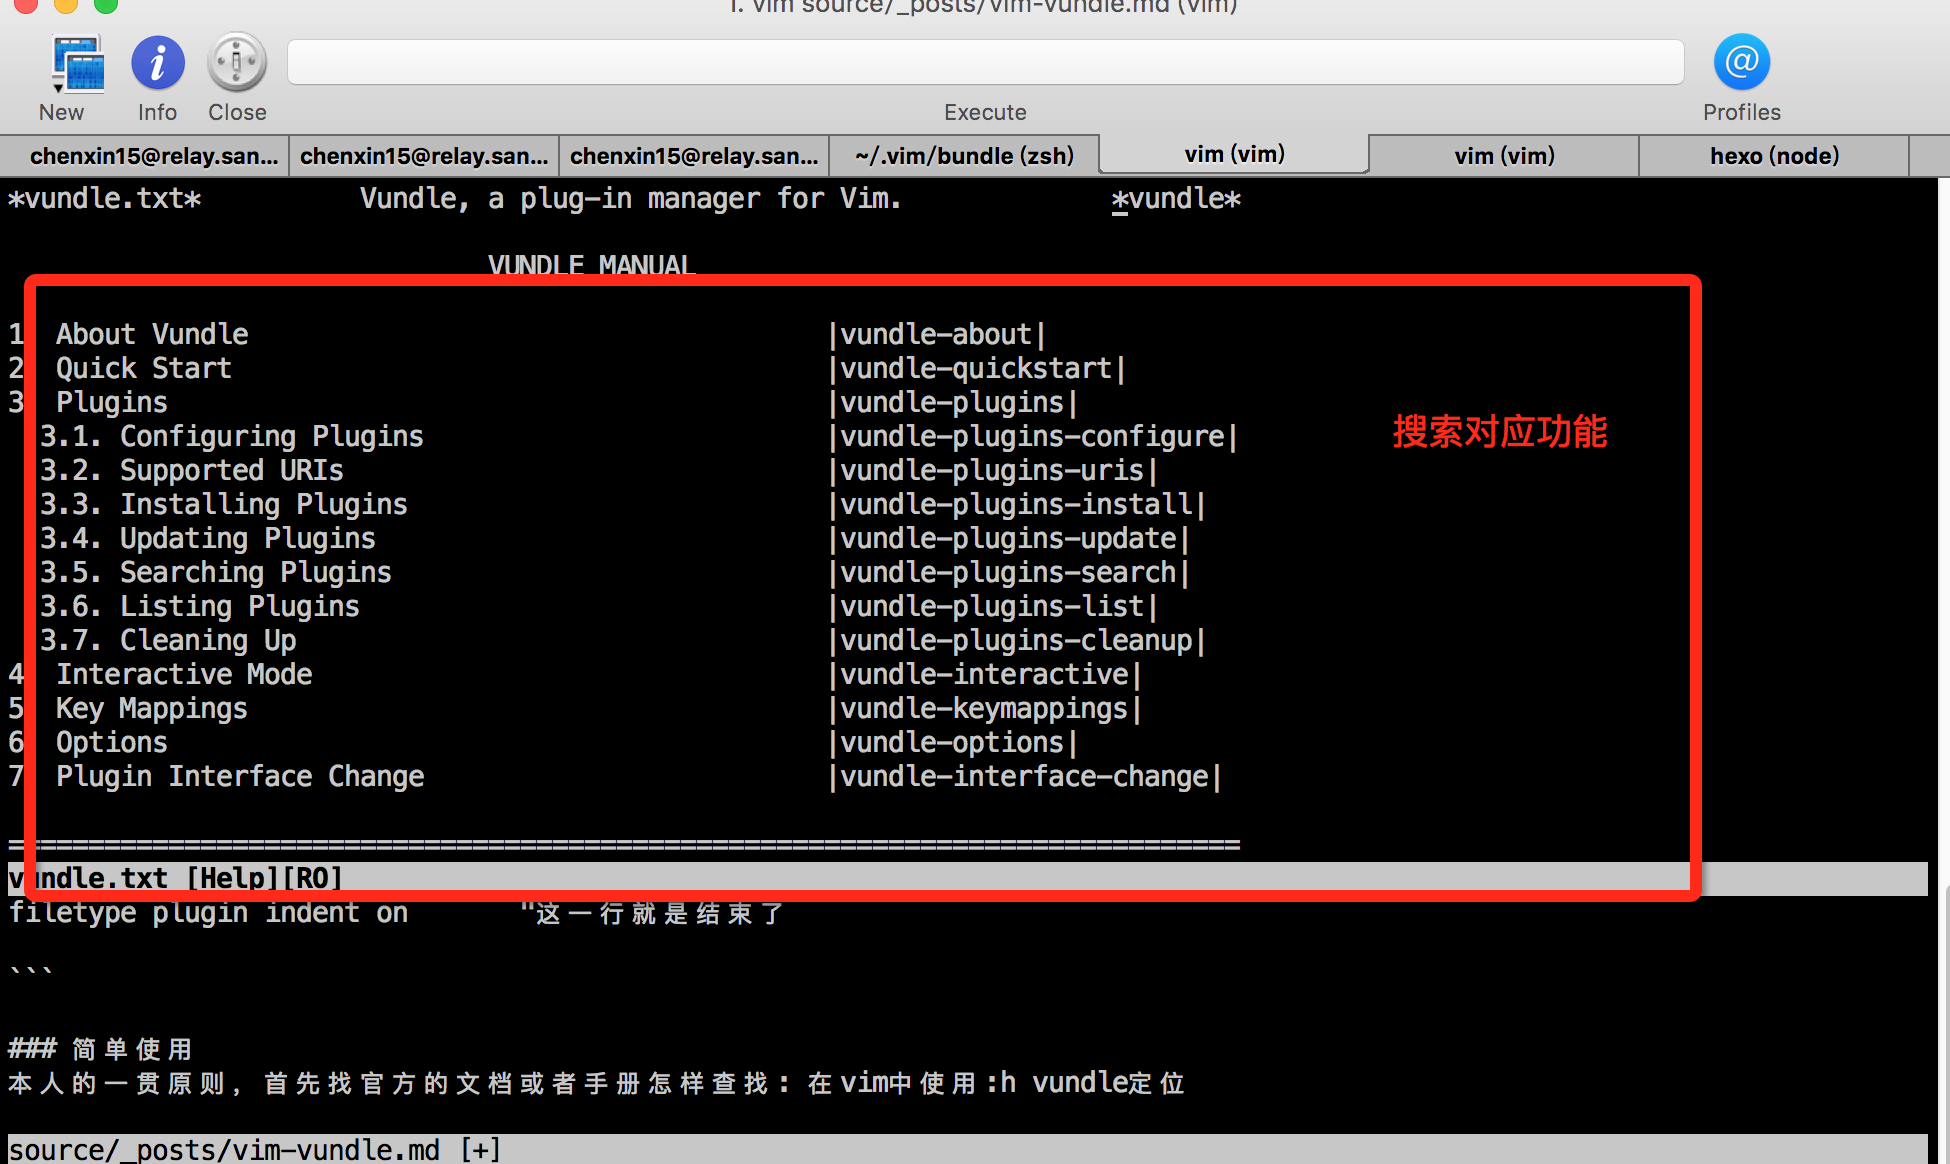 1. vim source/_posts/vim-vundle.md (vim)
New Info Close Execute Profiles
chenxin15@relay.san... chenxin15@relay.san... chenxin15@relay.san... ~/.vim/bundle (zsh) vim (vim) vim (vim) hexo (node)
*vundle.txt* Vundle, a plug-in manager for Vim. *vundle*
VUNDLE MANUAL
1 About Vundle |vundle-about|
2 Quick Start |vundle-quickstart|
3 Plugins |vundle-plugins|
3.1. Configuring Plugins |vundle-plugins-configure|
搜索对应功能
3.2. Supported URIs |vundle-plugins-uris|
3.3. Installing Plugins |vundle-plugins-install|
3.4. Updating Plugins |vundle-plugins-update|
3.5. Searching Plugins |vundle-plugins-search|
3.6. Listing Plugins |vundle-plugins-list|
3.7. Cleaning Up |vundle-plugins-cleanup|
4 Interactive Mode |vundle-interactive|
5 Key Mappings |vundle-keymappings|
6 Options |vundle-options|
7 Plugin Interface Change |vundle-interface-change|
=============================================================================
vundle.txt [Help][RO]
filetype plugin indent on "这一行就是结束了
```
### 简单使用
本人的一贯原则，首先找官方的文档或者手册怎样查找：在vim中使用:h vundle定位
source/_posts/vim-vundle.md [+]